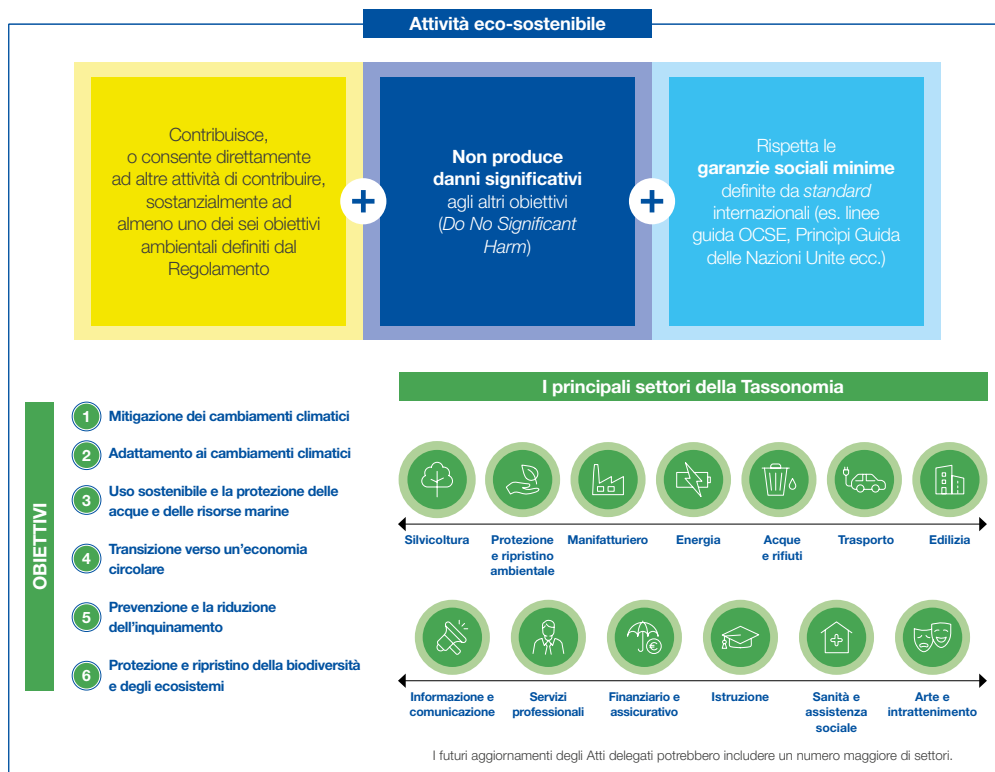 Attività eco-sostenibile
Contribuisce,
o consente direttamente
ad altre attività di contribuire,
sostanzialmente ad
almeno uno dei sei obiettivi
ambientali definiti dal
Regolamento
+
Non produce
danni significativi
agli altri obiettivi
(Do No Significant
Harm)
+
Rispetta le
garanzie sociali minime
definite da standard
internazionali (es. linee
guida OCSE, Princìpi Guida
delle Nazioni Unite ecc.)
OBIETTIVI
1 Mitigazione dei cambiamenti climatici
2 Adattamento ai cambiamenti climatici
3 Uso sostenibile e la protezione delle
acque e delle risorse marine
4 Transizione verso un'economia
circolare
5 Prevenzione e la riduzione
dell'inquinamento
6 Protezione e ripristino della biodiversità
e degli ecosistemi
I principali settori della Tassonomia
Silvicoltura
Protezione
e ripristino
ambientale
Manifatturiero
Energia
Acque
e rifiuti
Trasporto
Edilizia
Informazione e
comunicazione
Servizi
professionali
€
Finanziario e
assicurativo
Istruzione
Sanità e
assistenza
sociale
Arte e
intrattenimento
I futuri aggiornamenti degli Atti delegati potrebbero includere un numero maggiore di settori.